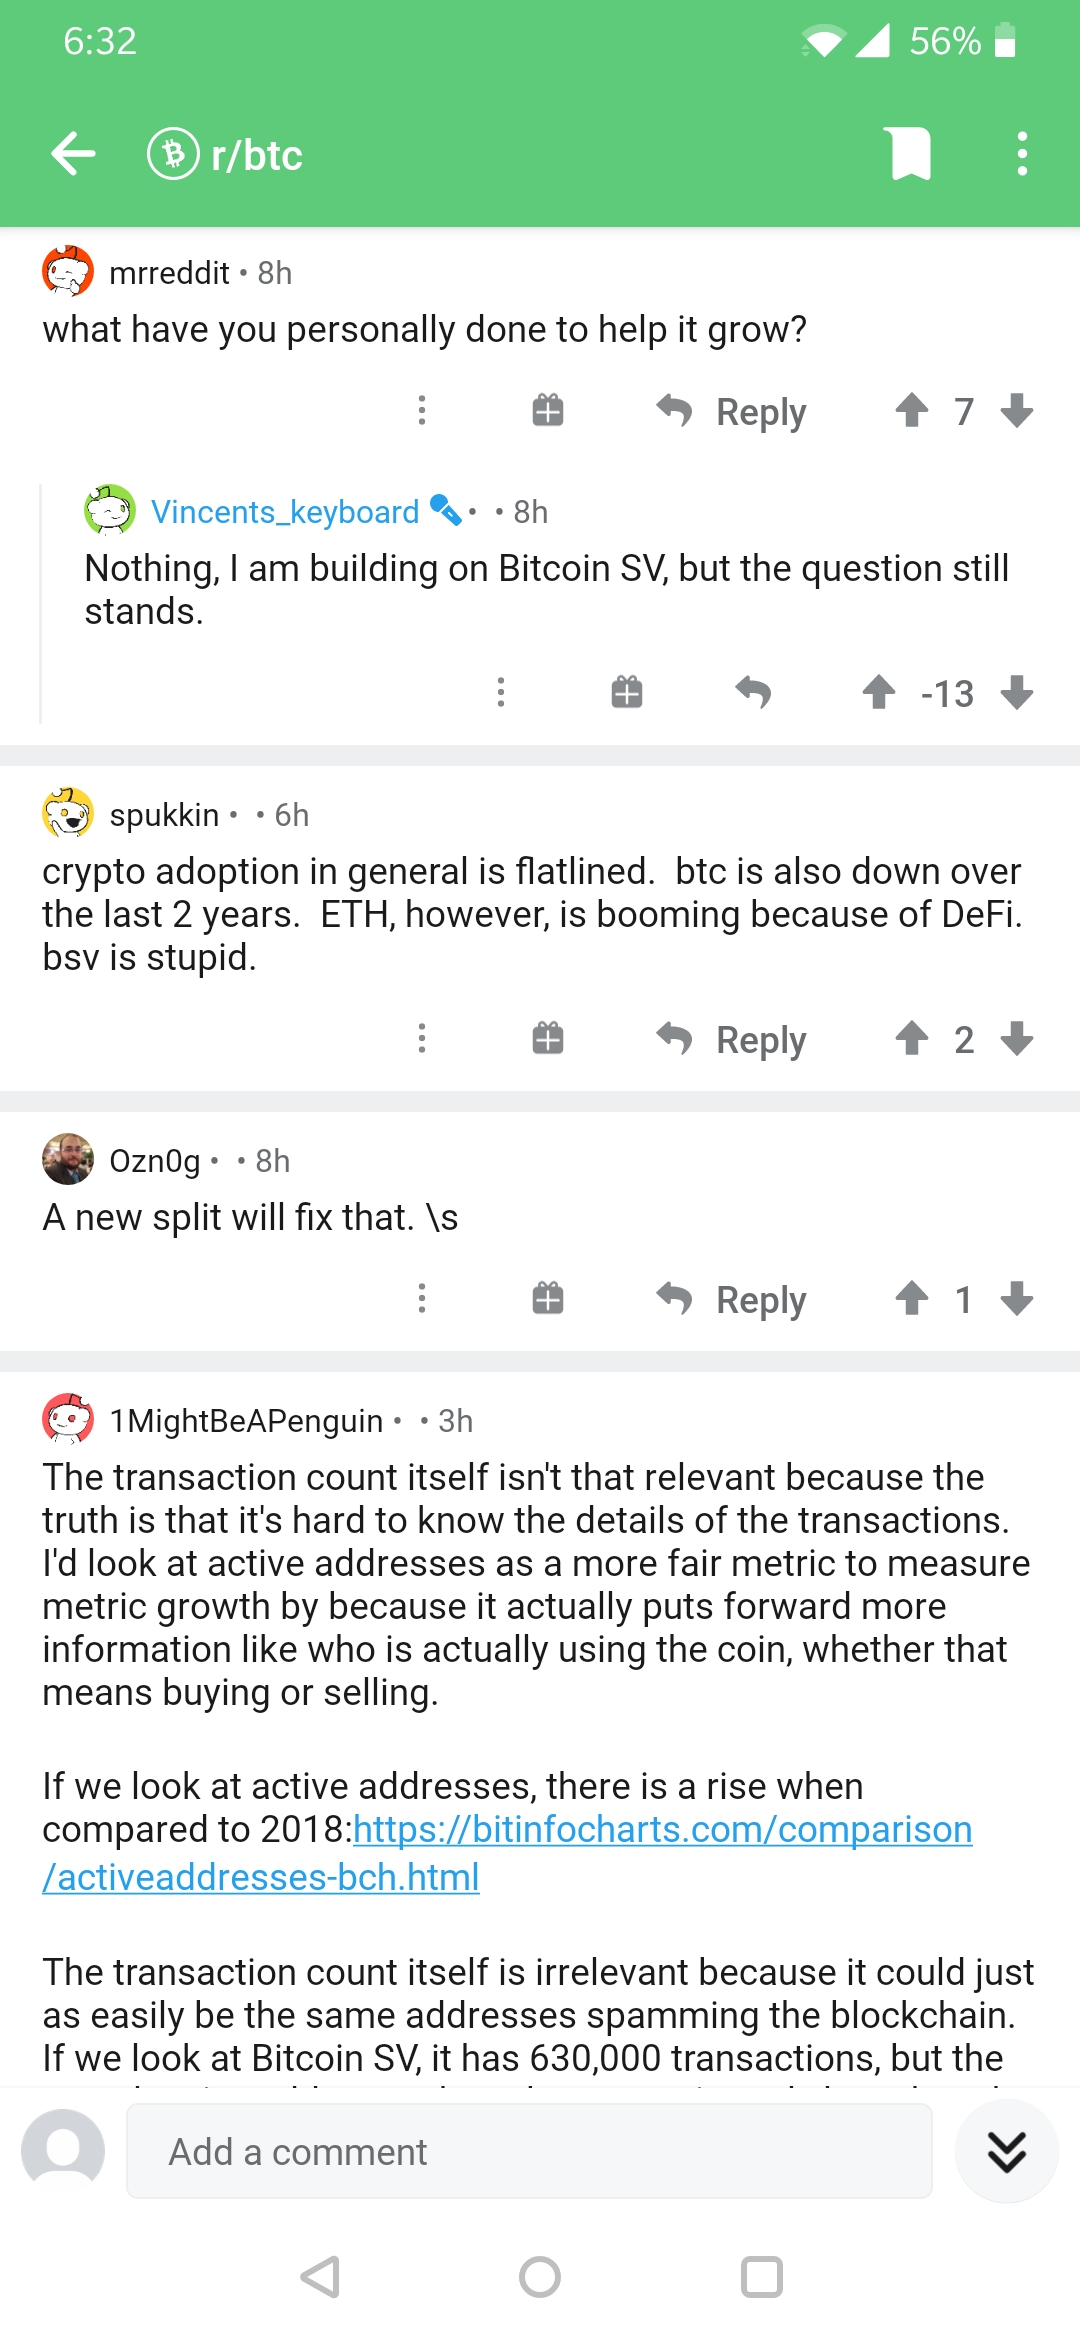 6:32
56%
r/btc
mrreddit • 8h
what have you personally done to help it grow?
Reply
7
Vincents_keyboard • • 8h
Nothing, I am building on Bitcoin SV, but the question still
stands.
-13
spukkin • • 6h
crypto adoption in general is flatlined.  btc is also down over
the last 2 years.  ETH, however, is booming because of DeFi.
bsv is stupid.
Reply
2
Ozn0g • • 8h
A new split will fix that. \s
Reply
1
1MightBeAPenguin • • 3h
The transaction count itself isn't that relevant because the
truth is that it's hard to know the details of the transactions.
I'd look at active addresses as a more fair metric to measure
metric growth by because it actually puts forward more
information like who is actually using the coin, whether that
means buying or selling.
If we look at active addresses, there is a rise when
compared to 2018:https://bitinfocharts.com/comparison
/activeaddresses-bch.html
The transaction count itself is irrelevant because it could just
as easily be the same addresses spamming the blockchain.
If we look at Bitcoin SV, it has 630,000 transactions, but the
Add a comment